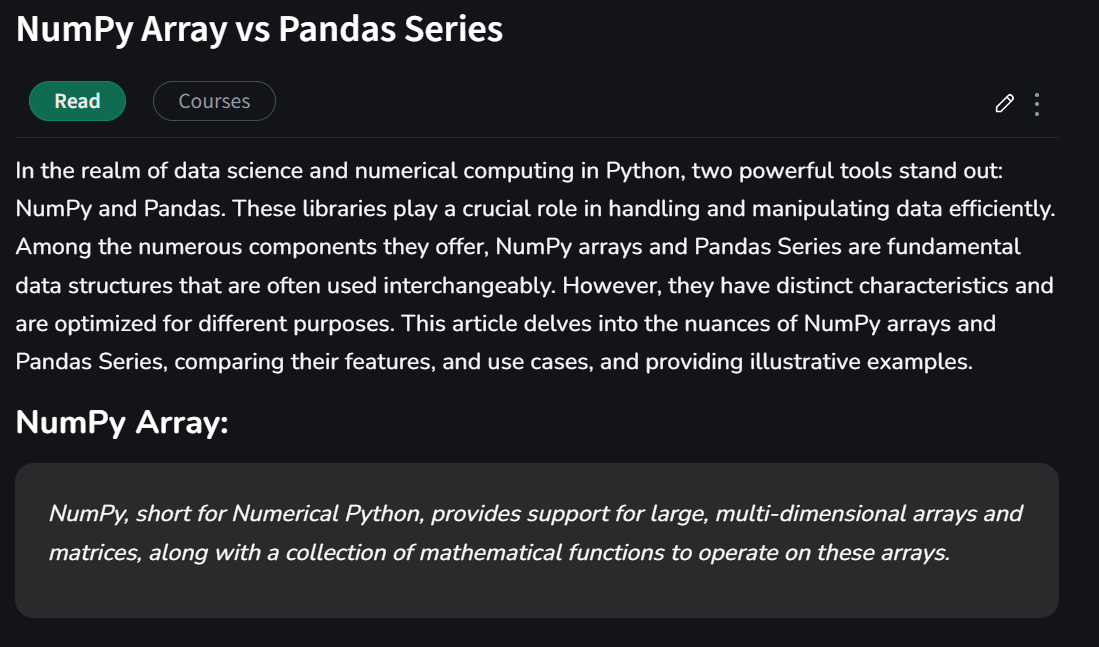 NumPy Array vs Pandas Series
Read
Courses
In the realm of data science and numerical computing in Python, two powerful tools stand out:
NumPy and Pandas. These libraries play a crucial role in handling and manipulating data efficiently.
Among the numerous components they offer, NumPy arrays and Pandas Series are fundamental
data structures that are often used interchangeably. However, they have distinct characteristics and
are optimized for different purposes. This article delves into the nuances of NumPy arrays and
Pandas Series, comparing their features, and use cases, and providing illustrative examples.
NumPy Array:
NumPy, short for Numerical Python, provides support for large, multi-dimensional arrays and
matrices, along with a collection of mathematical functions to operate on these arrays.